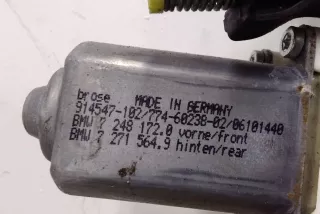 brose MADE IN GERMANY
914547-102/774-60238-02/06101440
BMW 7 248 172.0 vorne/front
BMW 7 271 564.9 hinten/rear